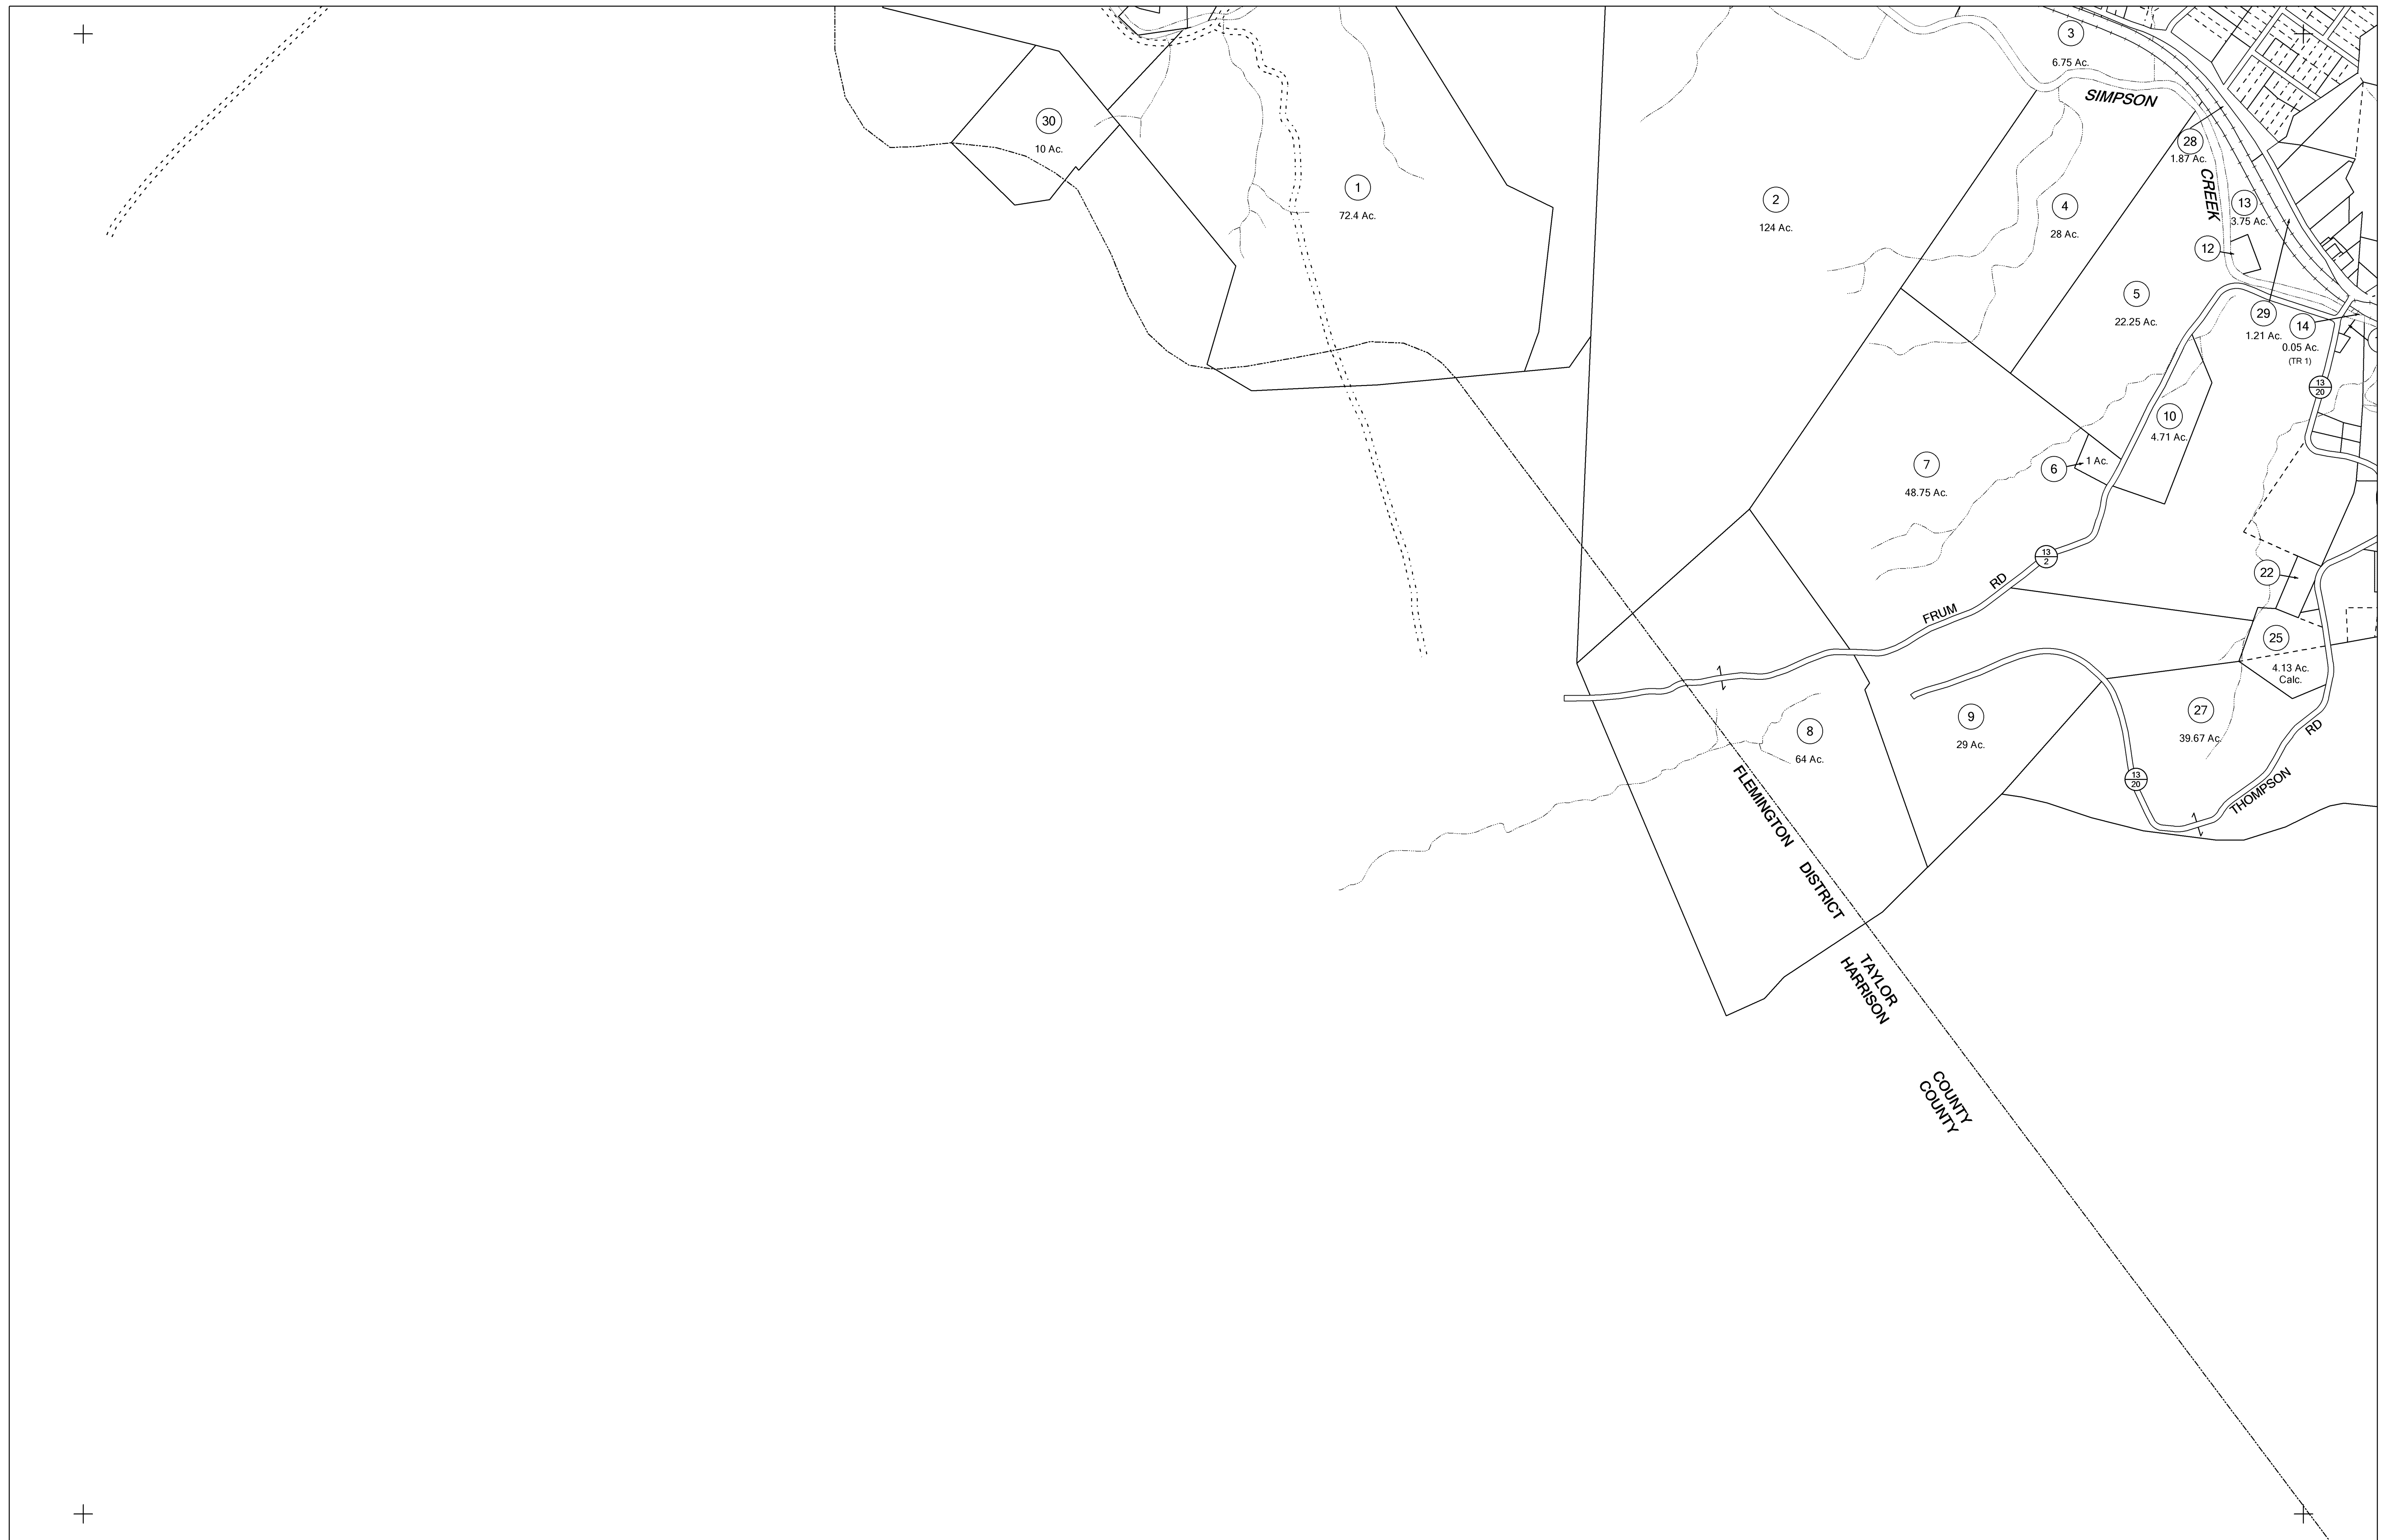 3
6.75 Ac.
SIMPSON
CREEK
30
10 Ac.
28
1.87 Ac.
1
72.4 Ac.
2
124 Ac.
4
28 Ac.
13
3.75 Ac.
12
5
22.25 Ac.
29
1.21 Ac.
14
0.05 Ac.
(TR 1)
13
20
10
4.71 Ac.
6
1 Ac.
7
48.75 Ac.
13
2
FRUM RD
22
25
4.13 Ac.
Calc.
8
64 Ac.
9
29 Ac.
27
39.67 Ac.
13
20
THOMPSON RD
FLEMINGTON DISTRICT
TAYLOR COUNTY
HARRISON COUNTY